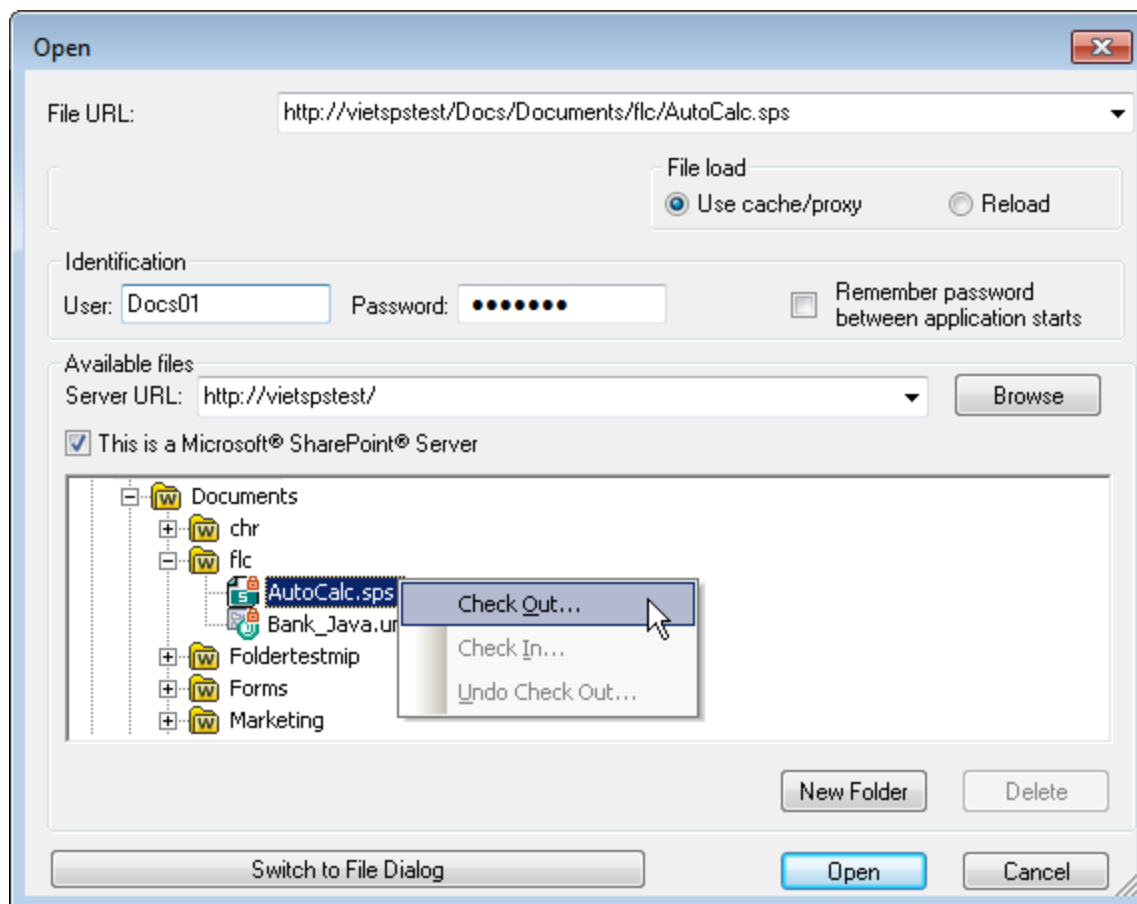 Open
File URL: http://vietspstest/Docs/Documents/flc/AutoCalc.sps
File load
Use cache/proxy Reload
Identification
User: Docs01 Password: ●●●●●●● Remember password
between application starts
Available files
Server URL: http://vietspstest/ Browse
This is a Microsoft® SharePoint® Server
Documents
chr
flc
AutoCalc.sps Check Out...
Bank_Java.
Check In...
Foldertestmip
Forms Undo Check Out...
Marketing
New Folder Delete
Switch to File Dialog Open Cancel